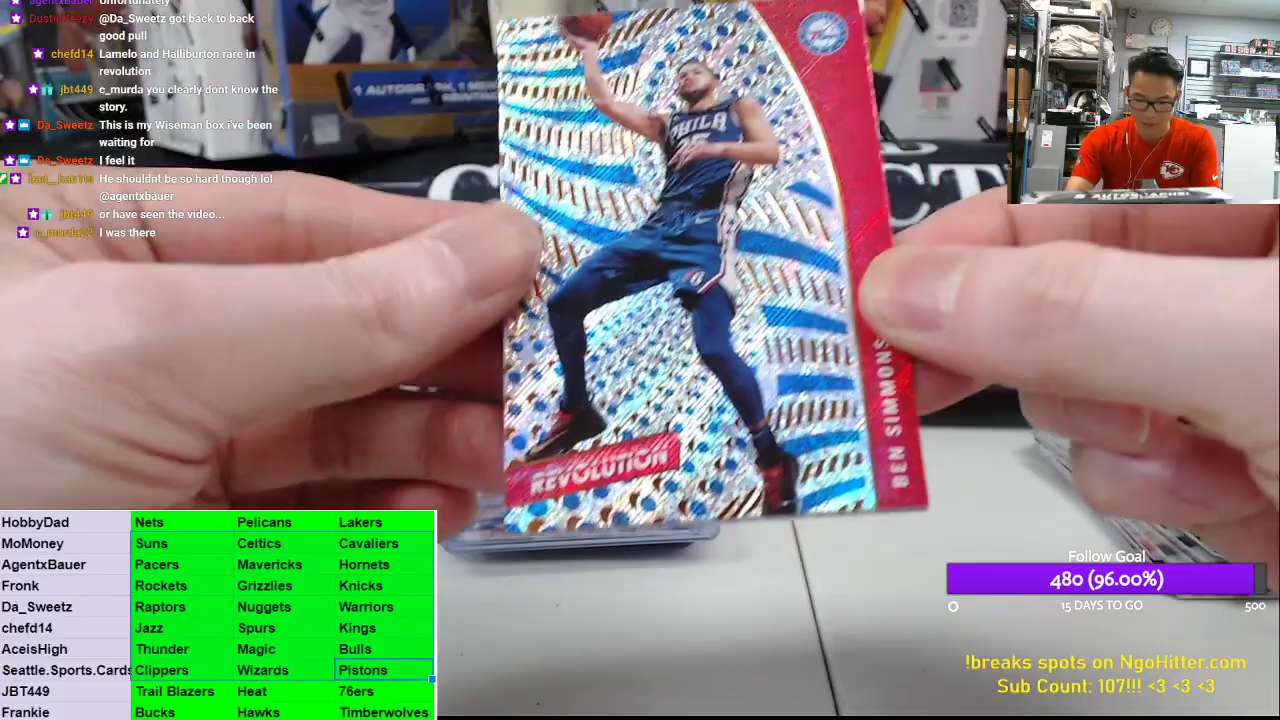 Unfortunately
@Da_Sweetz got back to back
good pull
chefd14 Lamelo and Halliburton rare in
revolution
jbt449 c_murda you clearly dont know the
story.
Da_Sweetz This is my Wiseman box i've been
waiting for
Da_Sweetz I feel it
He shouldnt be so hard though lol
@agentxbauer
jbt449 or have seen the video...
I was there
PHILA
REVOLUTION
BEN SIMMONS
HobbyDad Nets Pelicans Lakers
MoMoney Suns Celtics Cavaliers
AgentxBauer Pacers Mavericks Hornets
Fronk Rockets Grizzlies Knicks
Da_Sweetz Raptors Nuggets Warriors
chefd14 Jazz Spurs Kings
AceisHigh Thunder Magic Bulls
Seattle.Sports.Cards Clippers Wizards Pistons
JBT449 Trail Blazers Heat 76ers
Frankie Bucks Hawks Timberwolves
Follow Goal
480 (96.00%)
0 15 DAYS TO GO 500
!breaks spots on NgoHitter.com
Sub Count: 107!!! <3 <3 <3